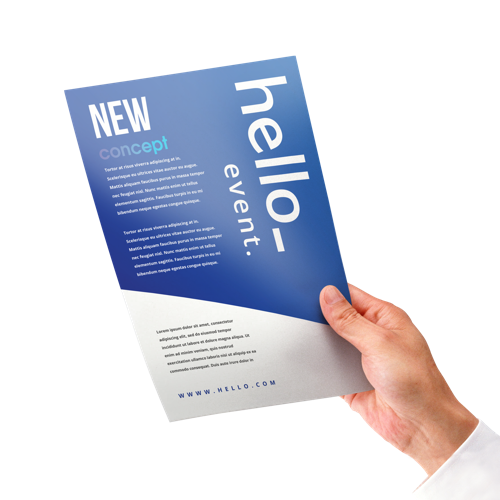 NEW
concept
Tortor at risus viverra adipiscing at in.
Scelerisque eu ultrices vitae auctor eu augue.
Mattis aliquam faucibus purus in massa tempor
nec feugiat nisl. Nunc mattis enim ut tellus
elementum sagittis. Faucibus turpis in eu mi
bibendum neque egestas congue quisque.
Tortor at risus viverra adipiscing at in.
Scelerisque eu ultrices vitae auctor eu augue.
Mattis aliquam faucibus purus in massa tempor
nec feugiat nisl. Nunc mattis enim ut tellus
elementum sagittis. Faucibus turpis in eu mi
bibendum neque egestas congue quisque.
hello-
event.
Lorem ipsum dolor sit amet, consectetur
adipiscing elit, sed do eiusmod tempor
incididunt ut labore et dolore magna aliqua. Ut
enim ad minim veniam, quis nostrud
exercitation ullamco laboris nisi ut aliquip ex ea
commodo consequat. Duis aute irure dolor in
WWWW.HELLO.COM